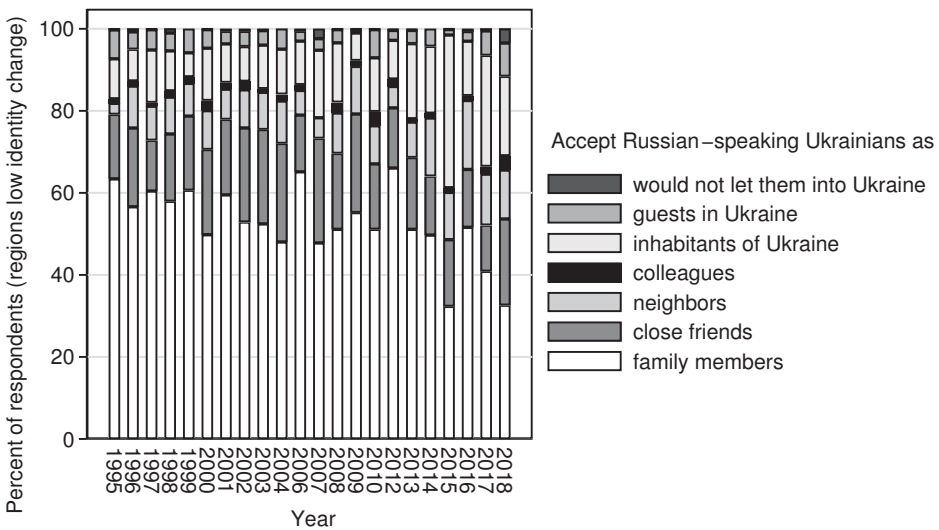 Percent of respondents (regions low identity change)
100
80
60
40
20
0
1995
1996
1997
1998
1999
2000
2001
2002
2003
2004
2006
2007
2008
2009
2010
2012
2013
2014
2015
2016
2017
2018
Year
Accept Russian−speaking Ukrainians as
would not let them into Ukraine
guests in Ukraine
inhabitants of Ukraine
colleagues
neighbors
close friends
family members